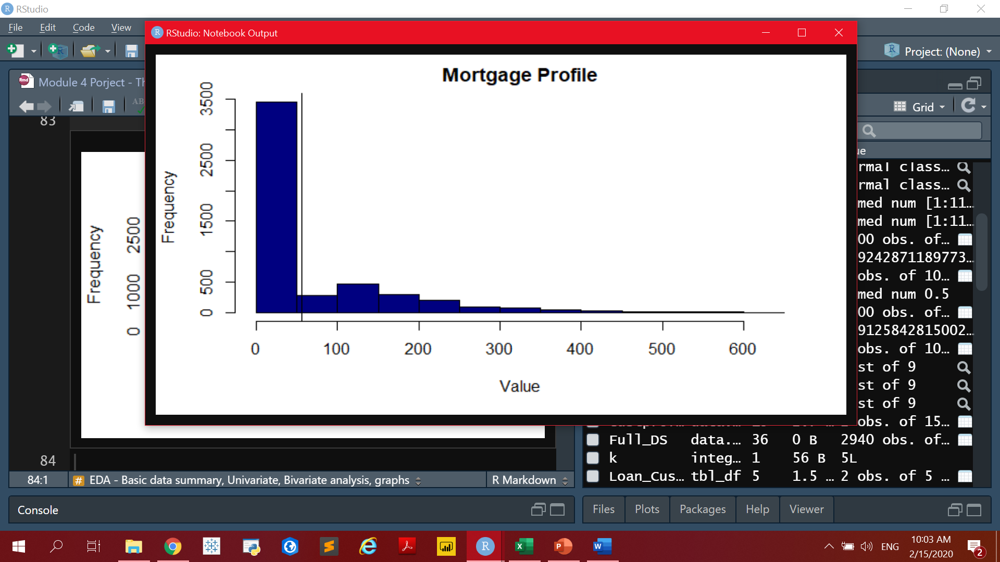 RStudio
File Edit Code View
RStudio: Notebook Output
Project: (None)
Module 4 Porject - Th
ABC
Grid
83
Mortgage Profile
Frequency
0 500 1500 2500 3500
0 100 200 300 400 500 600
Value
Frequency
0 1000 2500
ue
rmal class...
rmal class...
med num [1:11...
med num [1:11...
00 obs. of...
9242871189773...
obs. of 10...
med num 0.5
00 obs. of...
9125842815002...
obs. of 10...
st of 9
st of 9
st of 9
obs. of 15...
Full_DS data.... 36 0 B 2940 obs. of...
k integ... 1 56 B 5L
Loan_Cus... tbl_df 5 1.5 ... 2 obs. of 5 ...
84
84:1 # EDA - Basic data summary, Univariate, Bivariate analysis, graphs R Markdown
Console
Files Plots Packages Help Viewer
ENG
10:03 AM
2/15/2020
2